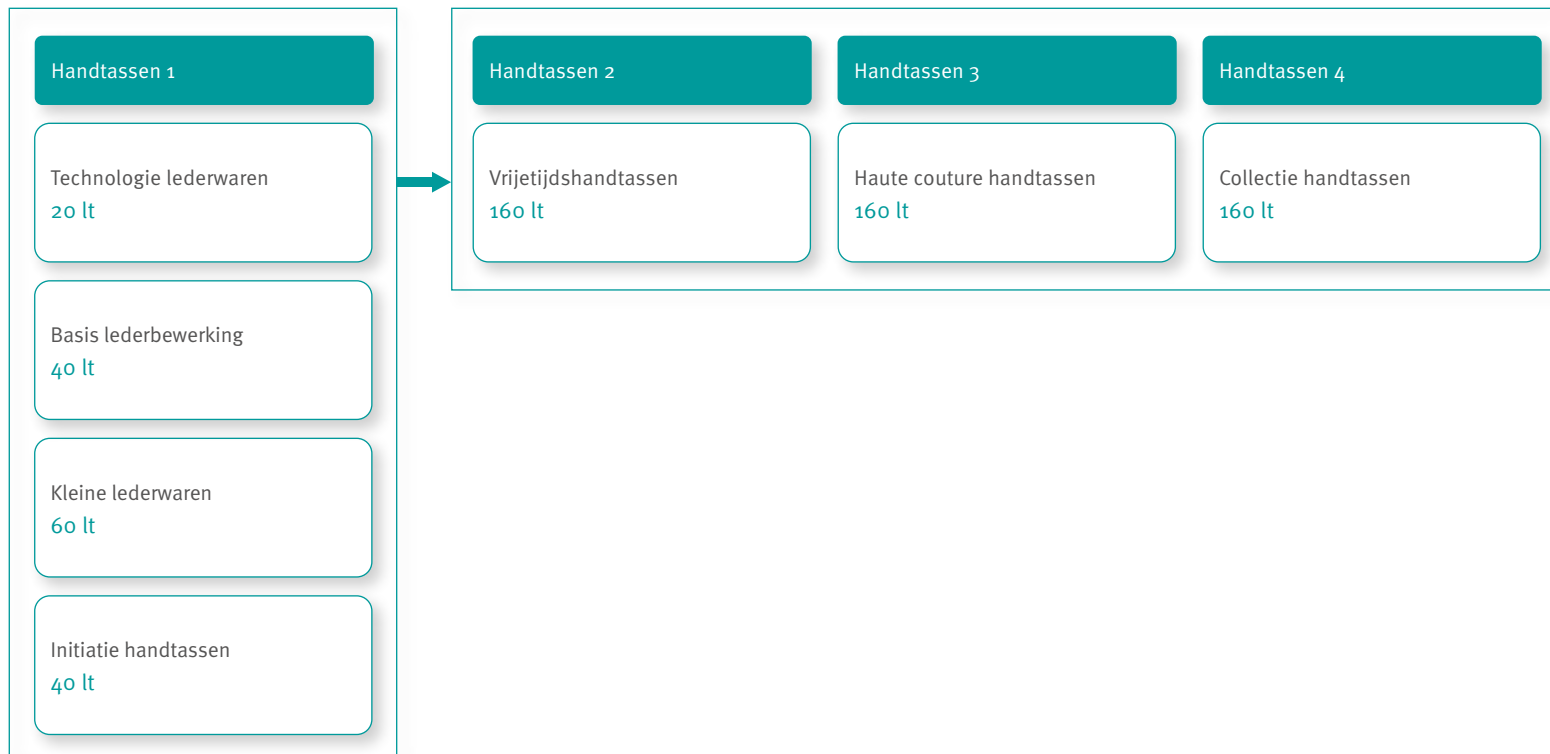 Handtassen 1
Technologie lederwaren
20 lt
Basis lederbewerking
40 lt
Kleine lederwaren
60 lt
Initiatie handtassen
40 lt
Handtassen 2
Vrijetijdshandtassen
160 lt
Handtassen 3
Haute couture handtassen
160 lt
Handtassen 4
Collectie handtassen
160 lt